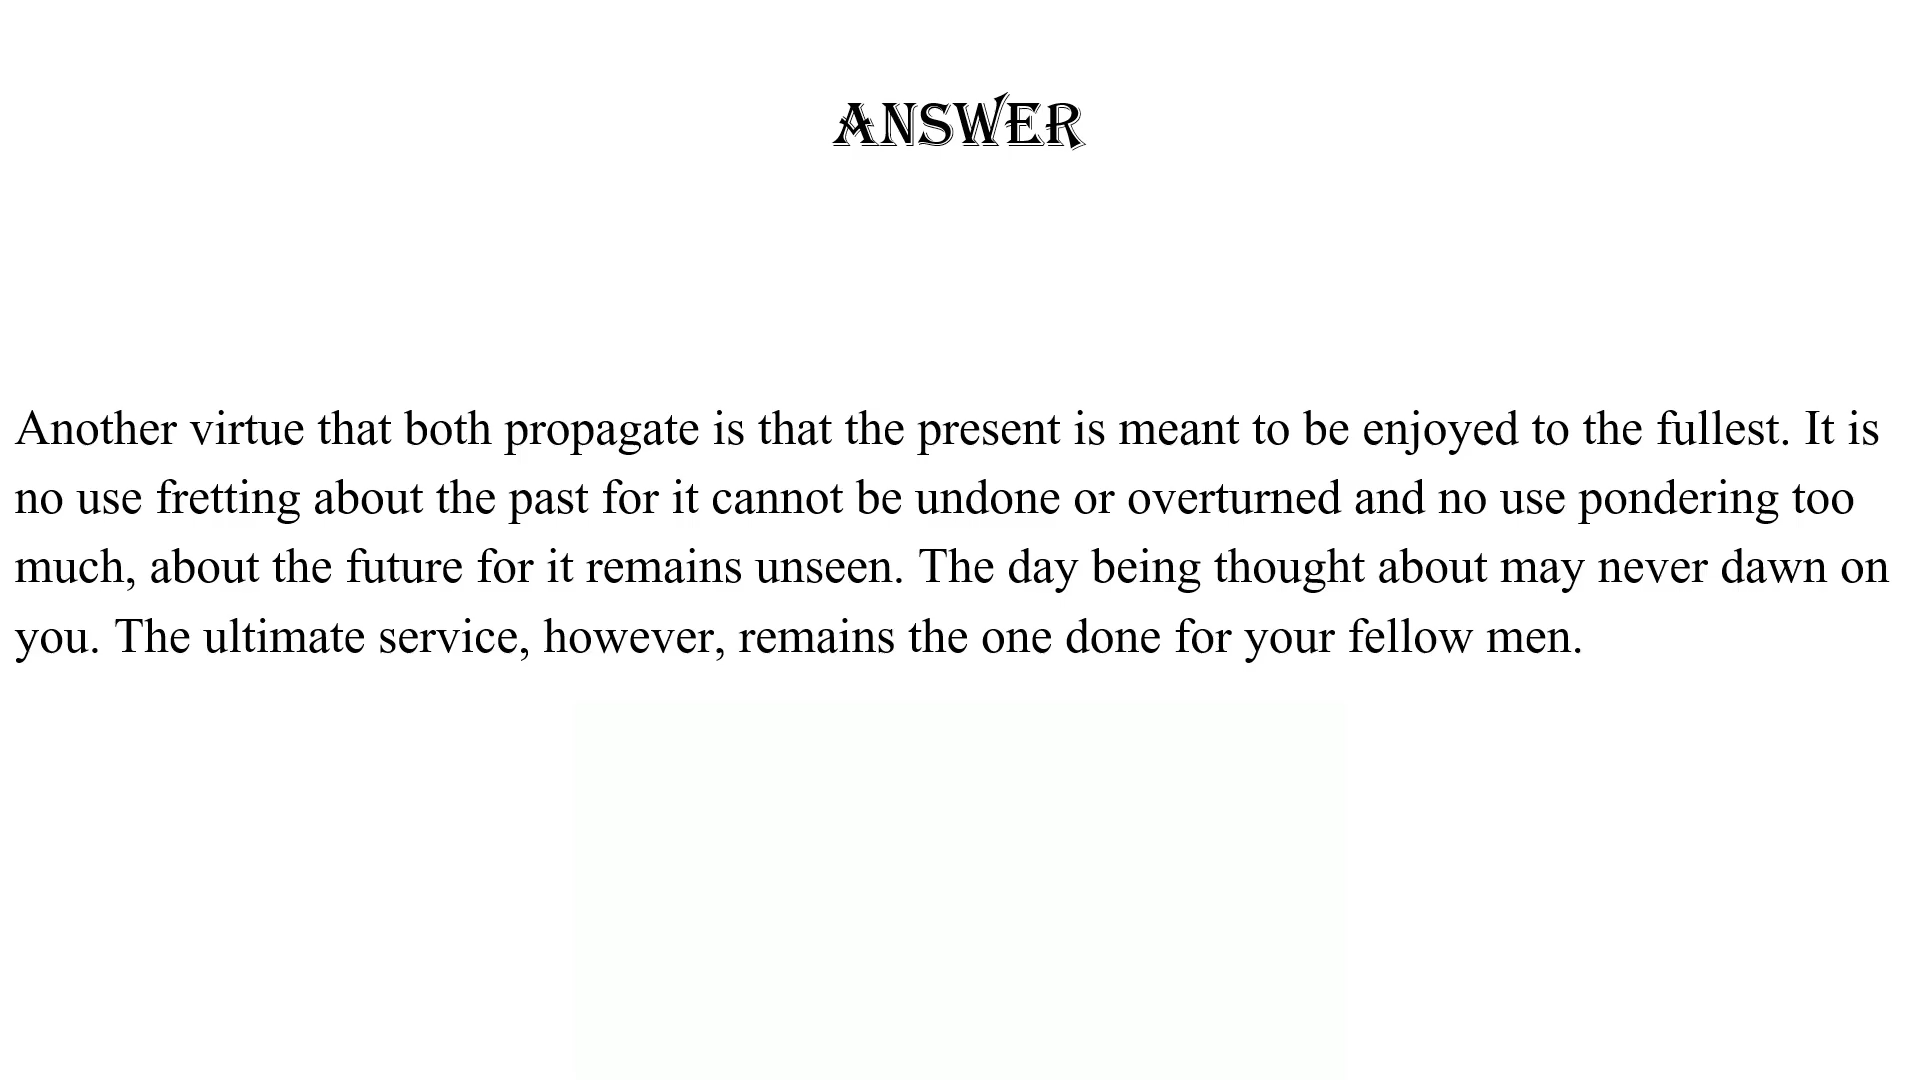 ANSWER
Another virtue that both propagate is that the present is meant to be enjoyed to the fullest. It is
no use fretting about the past for it cannot be undone or overturned and no use pondering too
much, about the future for it remains unseen. The day being thought about may never dawn on
you. The ultimate service, however, remains the one done for your fellow men.